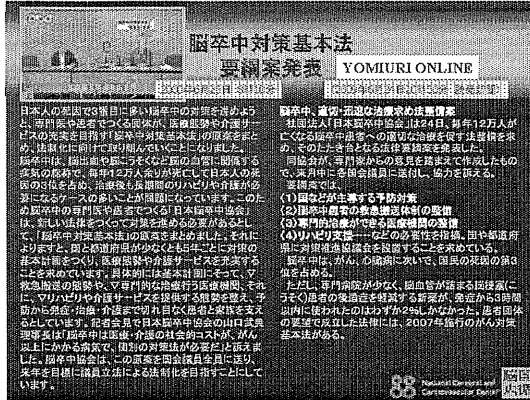 脳卒中対策基本法
要綱案発表
YOMIURI ONLINE
日本人の死因で3番目に多い脳卒中の対策を進めよう
と、専門医や患者でつくる団体が、医療態勢や介護サー
ビスの充実を目指す「脳卒中対策基本法」の原案をまと
め、法制化に向けて取り組んでいくことになりました。
脳卒中は、脳出血や脳こうそくなど脳の血管に関係する
病気の総称で、毎年12万人余りが死亡して日本人の死
因の3位を占め、治療後も長期間のリハビリや介護が必
要になるケースの多いことが問題になっています。このた
め脳卒中の専門医や患者でつくる「日本脳卒中協会」
は、新しい法律をつくって対策を進める必要があるとし
て、「脳卒中対策基本法」の原案をまとめました。それに
よりますと、国と都道府県が少なくとも5年ごとに対策の
基本計画をつくり、医療態勢や介護サービスを充実する
ことを求めています。具体的には基本計画にそって、▽
救急搬送の態勢や、▽専門的な治療行う医療機関、それ
に、▽リハビリや介護サービスを提供する態勢を整え、予
防から発症・治療・介護まで切れ目なく患者と家族を支え
るとしています。記者会見で日本脳卒中協会の山口武典
理事長は「脳卒中は医療・介護の社会的コストが、がん
以上にかかる病気で、個別の対策法が必要だ」と訴えま
した。脳卒中協会は、この原案を国会議員全員に送り、
来年を目標に議員立法による法制化を目指すことにして
います。
脳卒中、適切・迅速な治療求め法整備案
社団法人「日本脳卒中協会」は24日、毎年12万人が
亡くなる脳卒中患者への適切な治療を促す法整備を求
め、そのたたき台となる法律要綱案を発表した。
同協会が、専門家からの意見を踏まえて作成したもの
で、来月中に各国会議員に送付し、協力を訴える。
要綱案では、
(1)国などが主導する予防対策
(2)脳卒中患者の救急搬送体制の整備
(3)専門的治療ができる医療機関の整備
(4)リハビリ支援――などの必要性を指摘。国や都道府
県に対策推進協議会を設置することを求めている。
脳卒中は、がん、心臓病に次いで、国民の死因の第3
位を占める。
ただし、専門病院が少なく、脳血管が詰まる脳梗塞(こ
うそく)患者の後遺症を軽減する新薬が、発症から3時間
以内に使われたのはわずか2%しかなかった。患者団体
の要望で成立した法律には、2007年施行のがん対策
基本法がある。
National Cerebral and
Cardiovascular Center